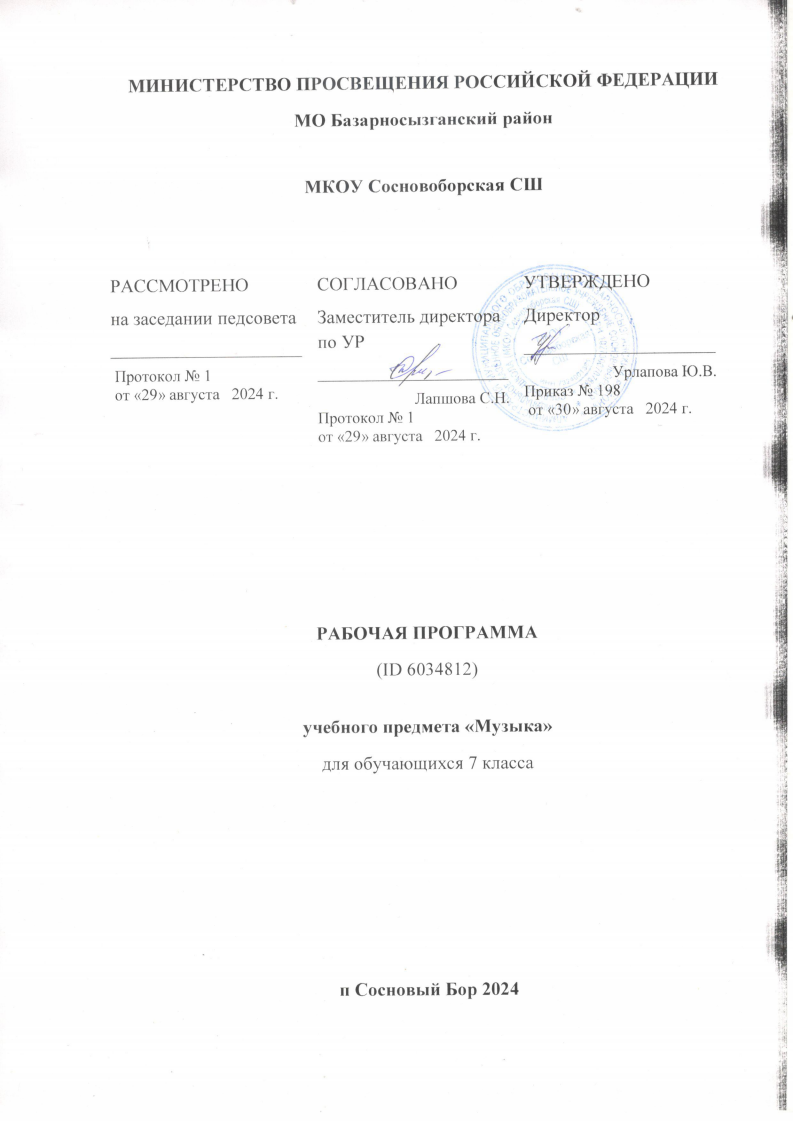 МИНИСТЕРСТВО ПРОСВЕЩЕНИЯ РОССИЙСКОЙ ФЕДЕРАЦИИ
МО Базарносызганский район
МКОУ Сосновоборская СШ
РАССМОТРЕНО
на заседании педсовета
Протокол № 1
от «29» августа 2024 г.
СОГЛАСОВАНО
Заместитель директора
по УР
Лапшова С.Н.
Протокол № 1
от «29» августа 2024 г.
УТВЕРЖДЕНО
Директор
Урлапова Ю.В.
Приказ № 198
от «30» августа 2024 г.
РАБОЧАЯ ПРОГРАММА
(ID 6034812)
учебного предмета «Музыка»
для обучающихся 7 класса
п Сосновый Бор 2024